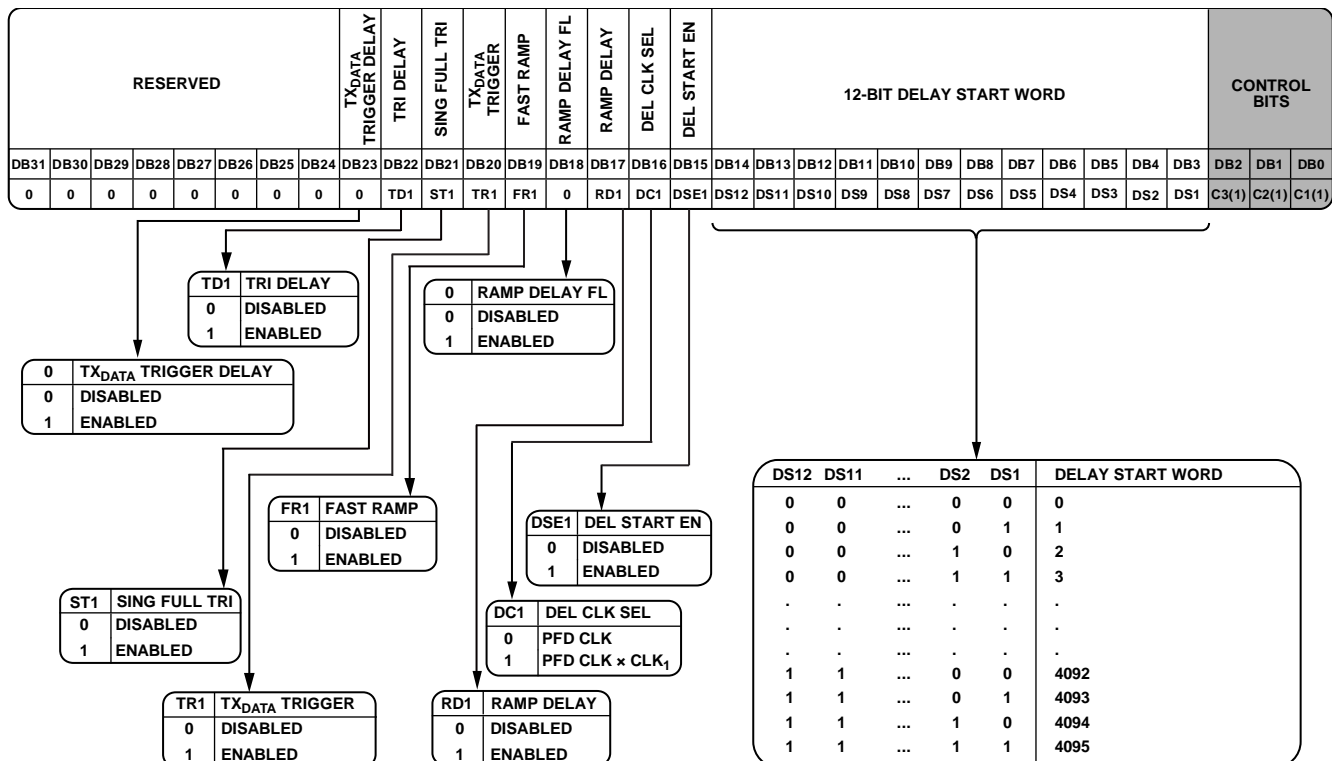 RESERVED
TXDATA TRIGGER DELAY
TRI DELAY
SING FULL TRI
TXDATA TRIGGER
FAST RAMP
RAMP DELAY FL
RAMP DELAY
DEL CLK SEL
DEL START EN
12-BIT DELAY START WORD
CONTROL BITS
DB31 DB30 DB29 DB28 DB27 DB26 DB25 DB24 DB23 DB22 DB21 DB20 DB19 DB18 DB17 DB16 DB15 DB14 DB13 DB12 DB11 DB10 DB9 DB8 DB7 DB6 DB5 DB4 DB3 DB2 DB1 DB0
0 0 0 0 0 0 0 0 0 TD1 ST1 TR1 FR1 0 RD1 DC1 DSE1 DS12 DS11 DS10 DS9 DS8 DS7 DS6 DS5 DS4 DS3 DS2 DS1 C3(1) C2(1) C1(1)
TD1 TRI DELAY
0 DISABLED
1 ENABLED
0 RAMP DELAY FL
0 DISABLED
1 ENABLED
0 TXDATA TRIGGER DELAY
0 DISABLED
1 ENABLED
FR1 FAST RAMP
0 DISABLED
1 ENABLED
DSE1 DEL START EN
0 DISABLED
1 ENABLED
ST1 SING FULL TRI
0 DISABLED
1 ENABLED
DC1 DEL CLK SEL
0 PFD CLK
1 PFD CLK × CLK1
TR1 TXDATA TRIGGER
0 DISABLED
1 ENABLED
RD1 RAMP DELAY
0 DISABLED
1 ENABLED
DS12 DS11 ... DS2 DS1 DELAY START WORD
0 0 ... 0 0 0
0 0 ... 0 1 1
0 0 ... 1 0 2
0 0 ... 1 1 3
. . ... . . .
. . ... . . .
. . ... . . .
1 1 ... 0 0 4092
1 1 ... 0 1 4093
1 1 ... 1 0 4094
1 1 ... 1 1 4095